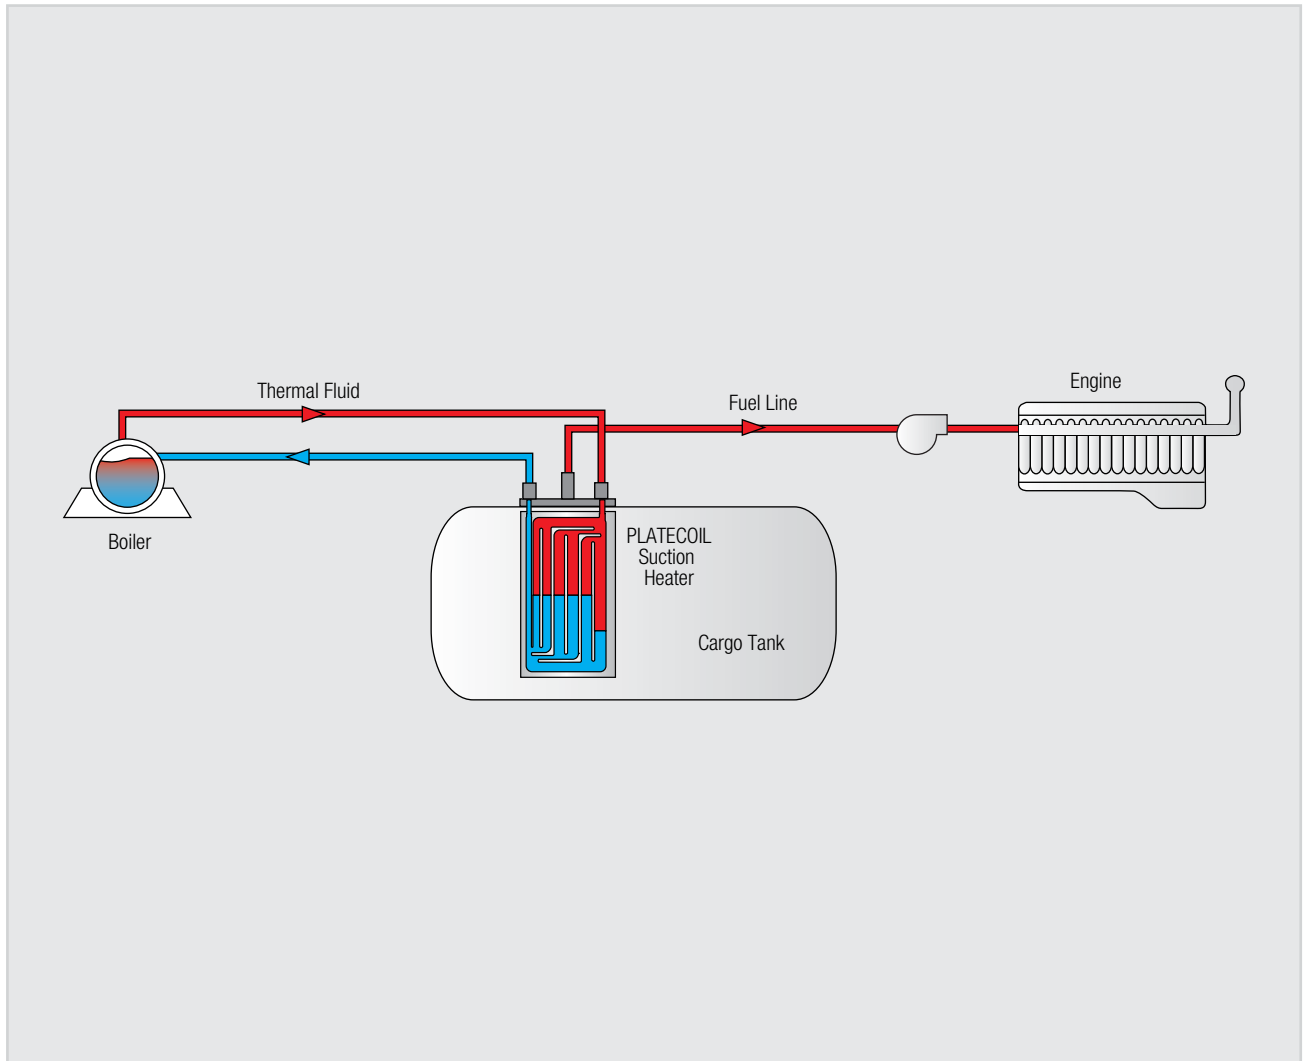 Thermal Fluid
Fuel Line
Engine
Boiler
PLATECOIL
Suction
Heater
Cargo Tank